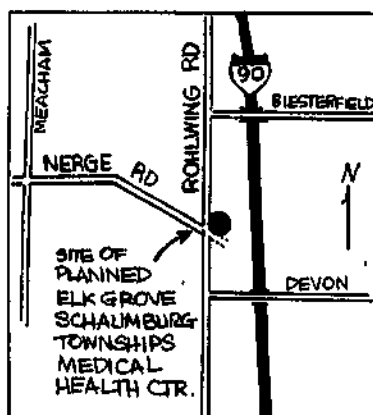 MEACHAM
ROHLWING RD
90
BIESTERFIELD
NERGE RD
N
SITE OF
PLANNED
ELK GROVE
SCHAUMBURG
TOWNSHIPS
MEDICAL
HEALTH CTR.
DEVON